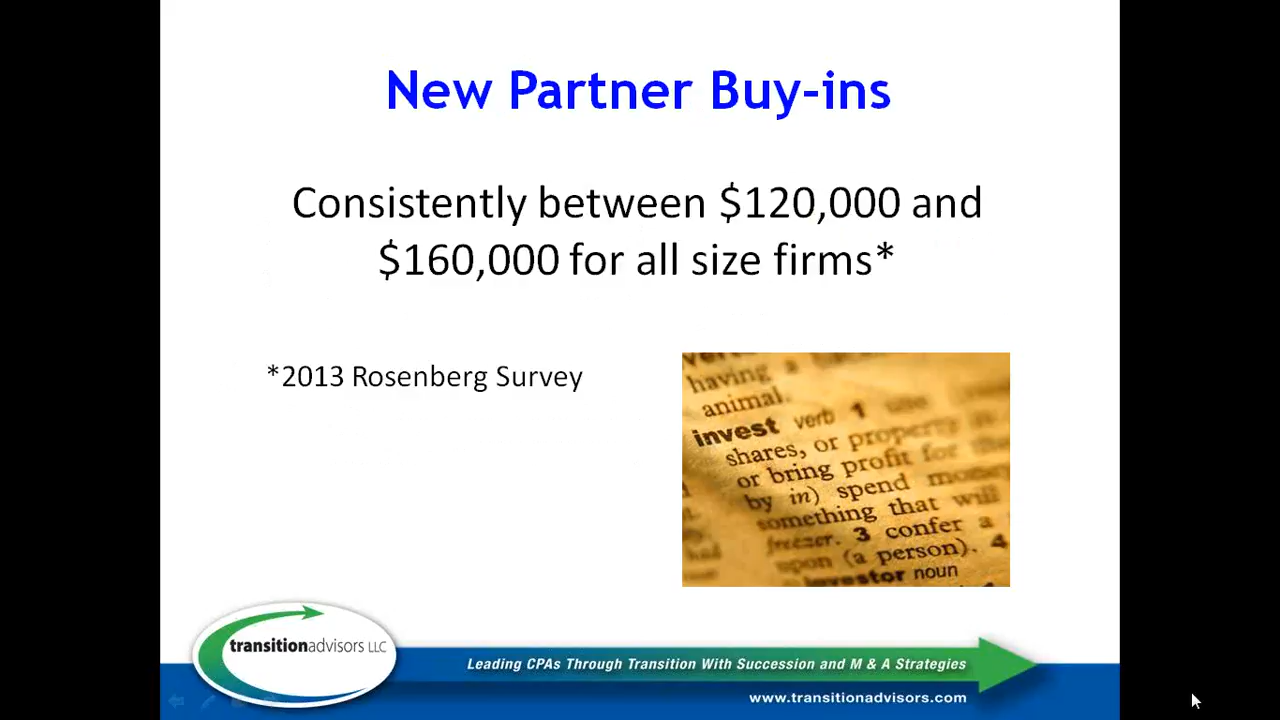 New Partner Buy-ins
Consistently between $120,000 and
$160,000 for all size firms*
*2013 Rosenberg Survey
having a
animal.
invest verb 1
shares, or property
or bring profit for
by in) spend money
something that will
freezer. 3 confer a
upon (a person). 4
investor noun
transitionadvisors LLC
Leading CPAs Through Transition With Succession and M & A Strategies
www.transitionadvisors.com